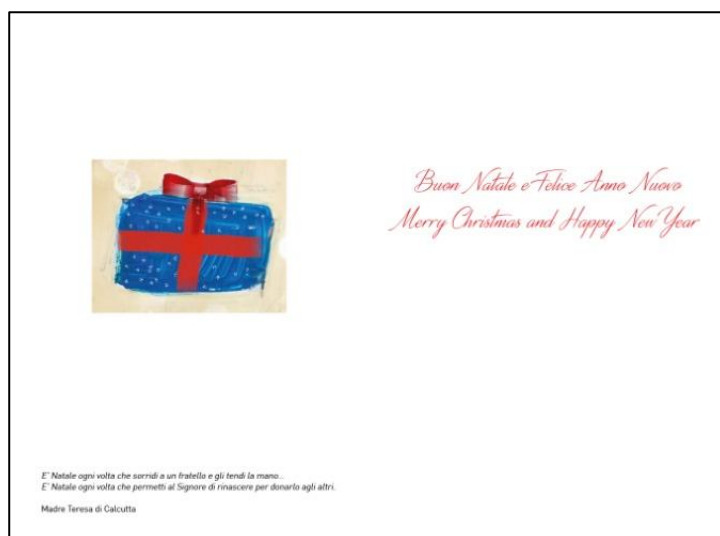 Buon Natale e Felice Anno Nuovo
Merry Christmas and Happy New Year
E' Natale ogni volta che sorridi a un fratello e gli tendi la mano...
E' Natale ogni volta che permetti al Signore di rinascere per donarlo agli altri.
Madre Teresa di Calcutta